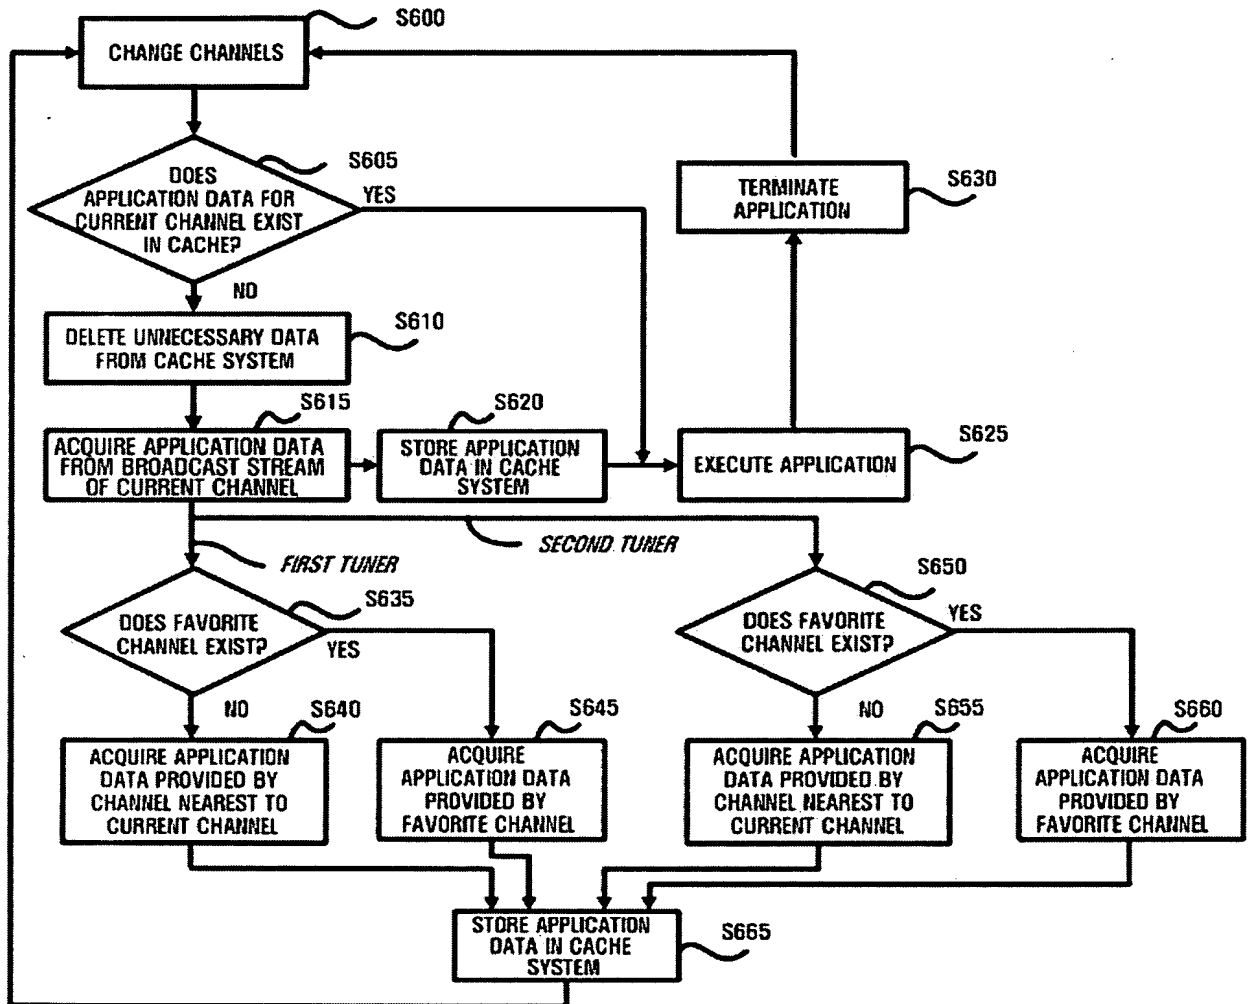 S600
CHANGE CHANNELS
S605
DOES
APPLICATION DATA FOR
CURRENT CHANNEL EXIST
IN CACHE?
YES
NO
TERMINATE
APPLICATION
S630
DELETE UNNECESSARY DATA
FROM CACHE SYSTEM
S610
S615
ACQUIRE APPLICATION DATA
FROM BROADCAST STREAM
OF CURRENT CHANNEL
S620
STORE APPLICATION
DATA IN CACHE
SYSTEM
S625
EXECUTE APPLICATION
FIRST TUNER
SECOND TUNER
S635
DOES FAVORITE
CHANNEL EXIST?
YES
NO
S650
DOES FAVORITE
CHANNEL EXIST?
YES
NO
S640
ACQUIRE APPLICATION
DATA PROVIDED BY
CHANNEL NEAREST TO
CURRENT CHANNEL
S645
ACQUIRE
APPLICATION DATA
PROVIDED BY
FAVORITE CHANNEL
S655
ACQUIRE APPLICATION
DATA PROVIDED BY
CHANNEL NEAREST TO
CURRENT CHANNEL
S660
ACQUIRE
APPLICATION DATA
PROVIDED BY
FAVORITE CHANNEL
STORE APPLICATION
DATA IN CACHE
SYSTEM
S665